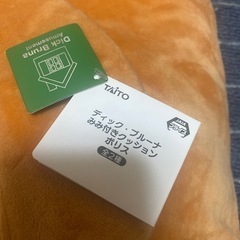 Dick Bruna
Amusement
TAITO
ディック・ブルーナ
みみ付きクッション
ボリス
全2種